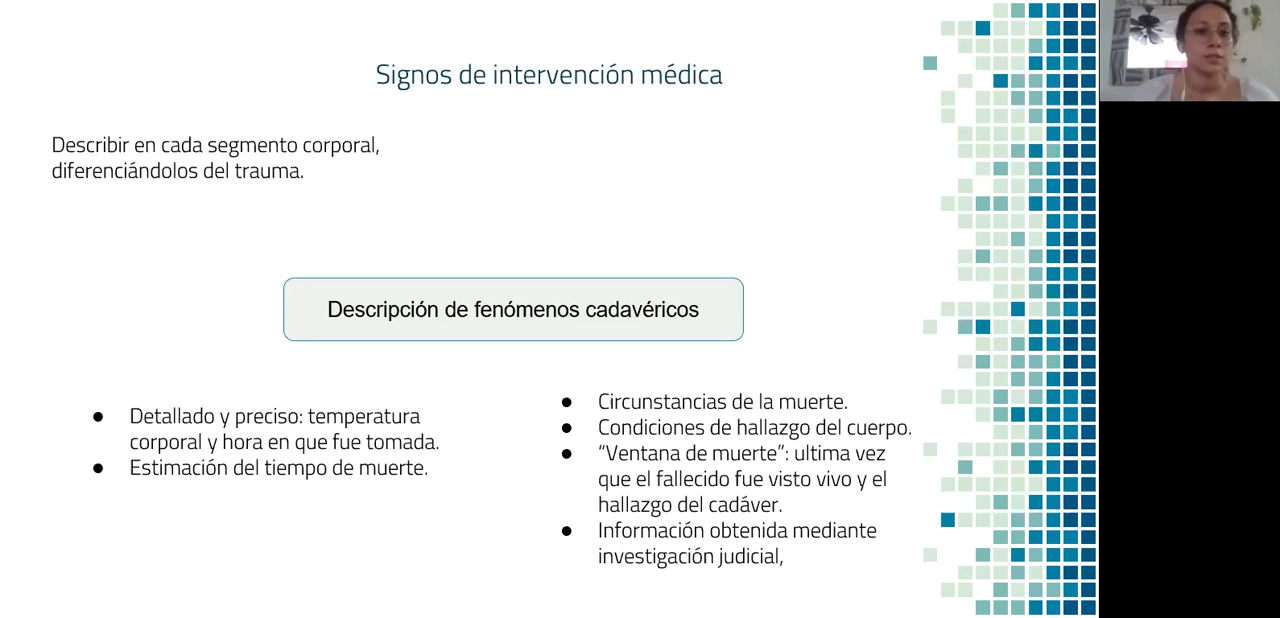 Signos de intervención médica
Describir en cada segmento corporal,
diferenciándolos del trauma.
Descripción de fenómenos cadavéricos
● Detallado y preciso: temperatura
corporal y hora en que fue tomada.
● Estimación del tiempo de muerte.
● Circunstancias de la muerte.
● Condiciones de hallazgo del cuerpo.
● “Ventana de muerte”: ultima vez
que el fallecido fue visto vivo y el
hallazgo del cadáver.
● Información obtenida mediante
investigación judicial,